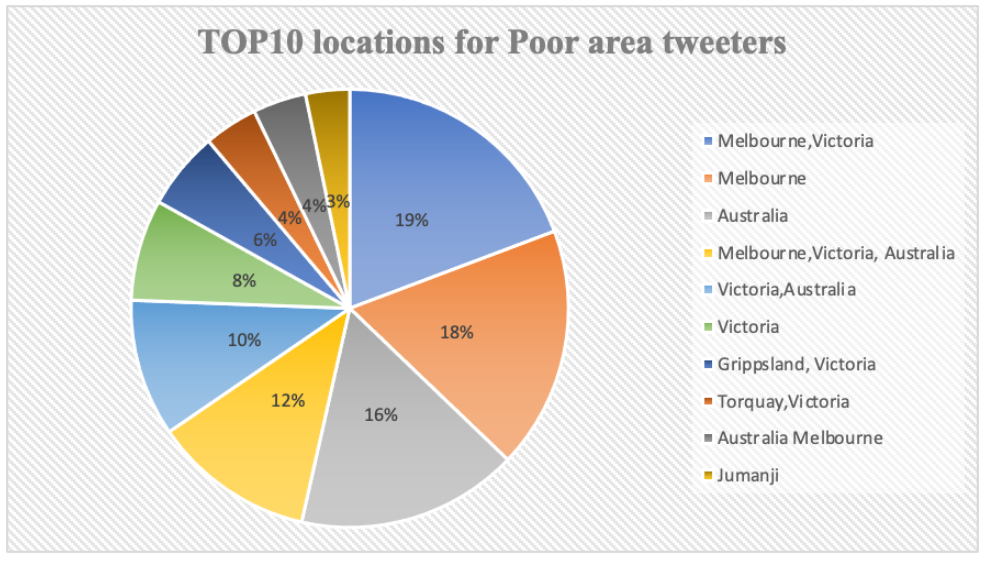 TOP10 locations for Poor area tweeters
19%
18%
16%
12%
10%
8%
6%
4%
4%
3%
Melbourne,Victoria
Melbourne
Australia
Melbourne,Victoria, Australia
Victoria,Australia
Victoria
Grippsland, Victoria
Torquay,Victoria
Australia Melbourne
Jumanji